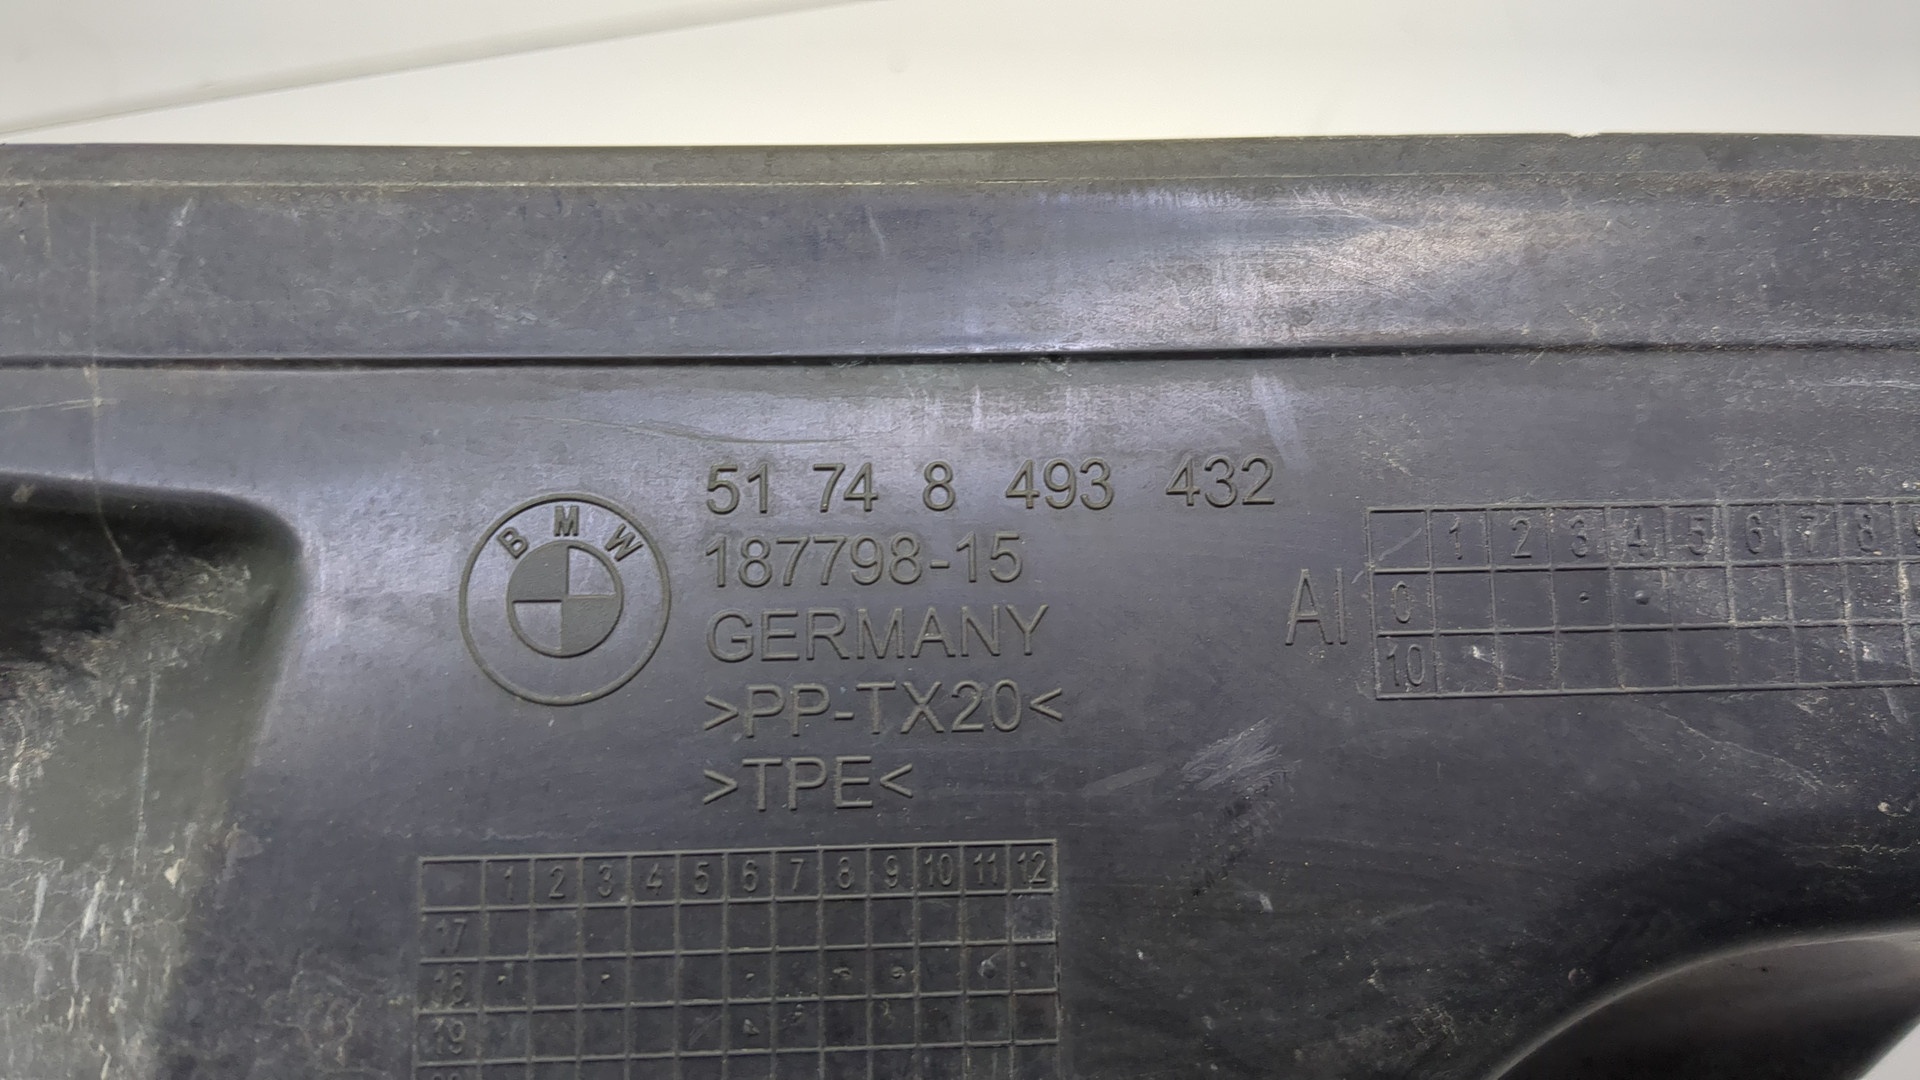 BMW
51 74 8 493 432
187798-15
GERMANY
>PP-TX20<
>TPE<
AI
1 2 3 4 5 6 7 8 9
0
10
1 2 3 4 5 6 7 8 9 10 11 12
17
18
19